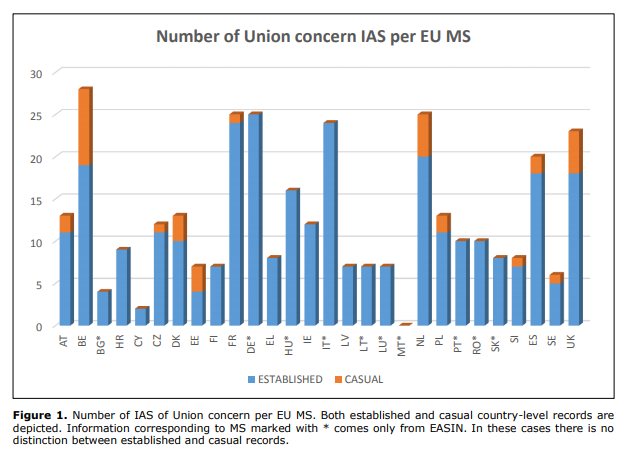 Number of Union concern IAS per EU MS
30
25
20
15
10
5
0
AT BE BG* HR CY CZ DK EE FI FR DE* EL HU* IE IT* LV LT* LU* MT* NL PL PT* RO* SK* SI ES SE UK
ESTABLISHED CASUAL
Figure 1. Number of IAS of Union concern per EU MS. Both established and casual country-level records are
depicted. Information corresponding to MS marked with * comes only from EASIN. In these cases there is no
distinction between established and casual records.